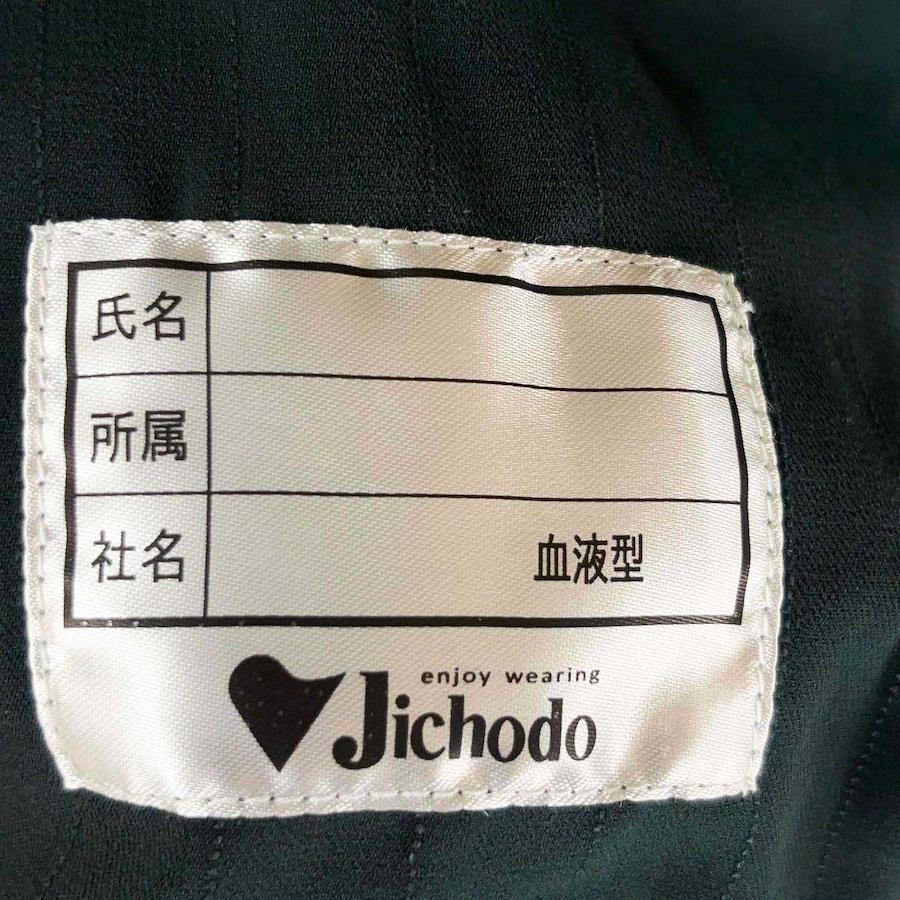 氏名
所属
社名 血液型
enjoy wearing
Jichodo